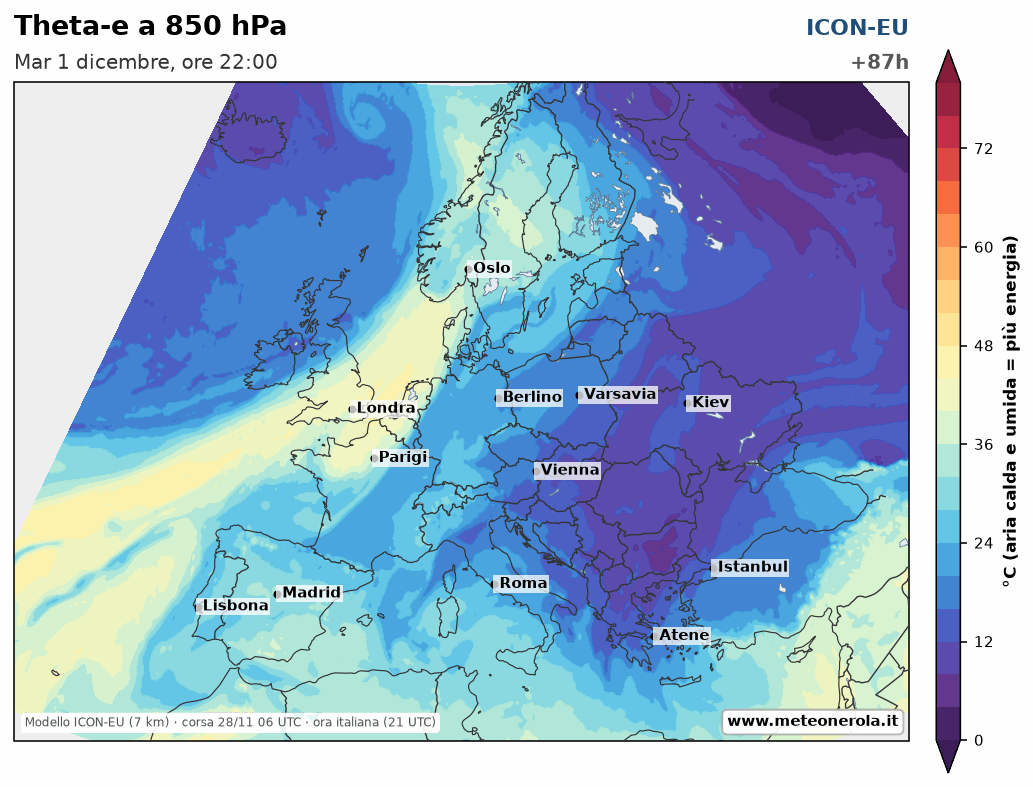 Theta-e a 850 hPa
ICON-EU
Mar 1 dicembre, ore 22:00
+87h
72
60
48
36
24
12
0
°C (aria calda e umida = più energia)
Oslo
Berlino
Varsavia
Kiev
Londra
Parigi
Vienna
Istanbul
Roma
Madrid
Lisbona
Atene
Modello ICON-EU (7 km) · corsa 28/11 06 UTC · ora italiana (21 UTC)
www.meteonerola.it